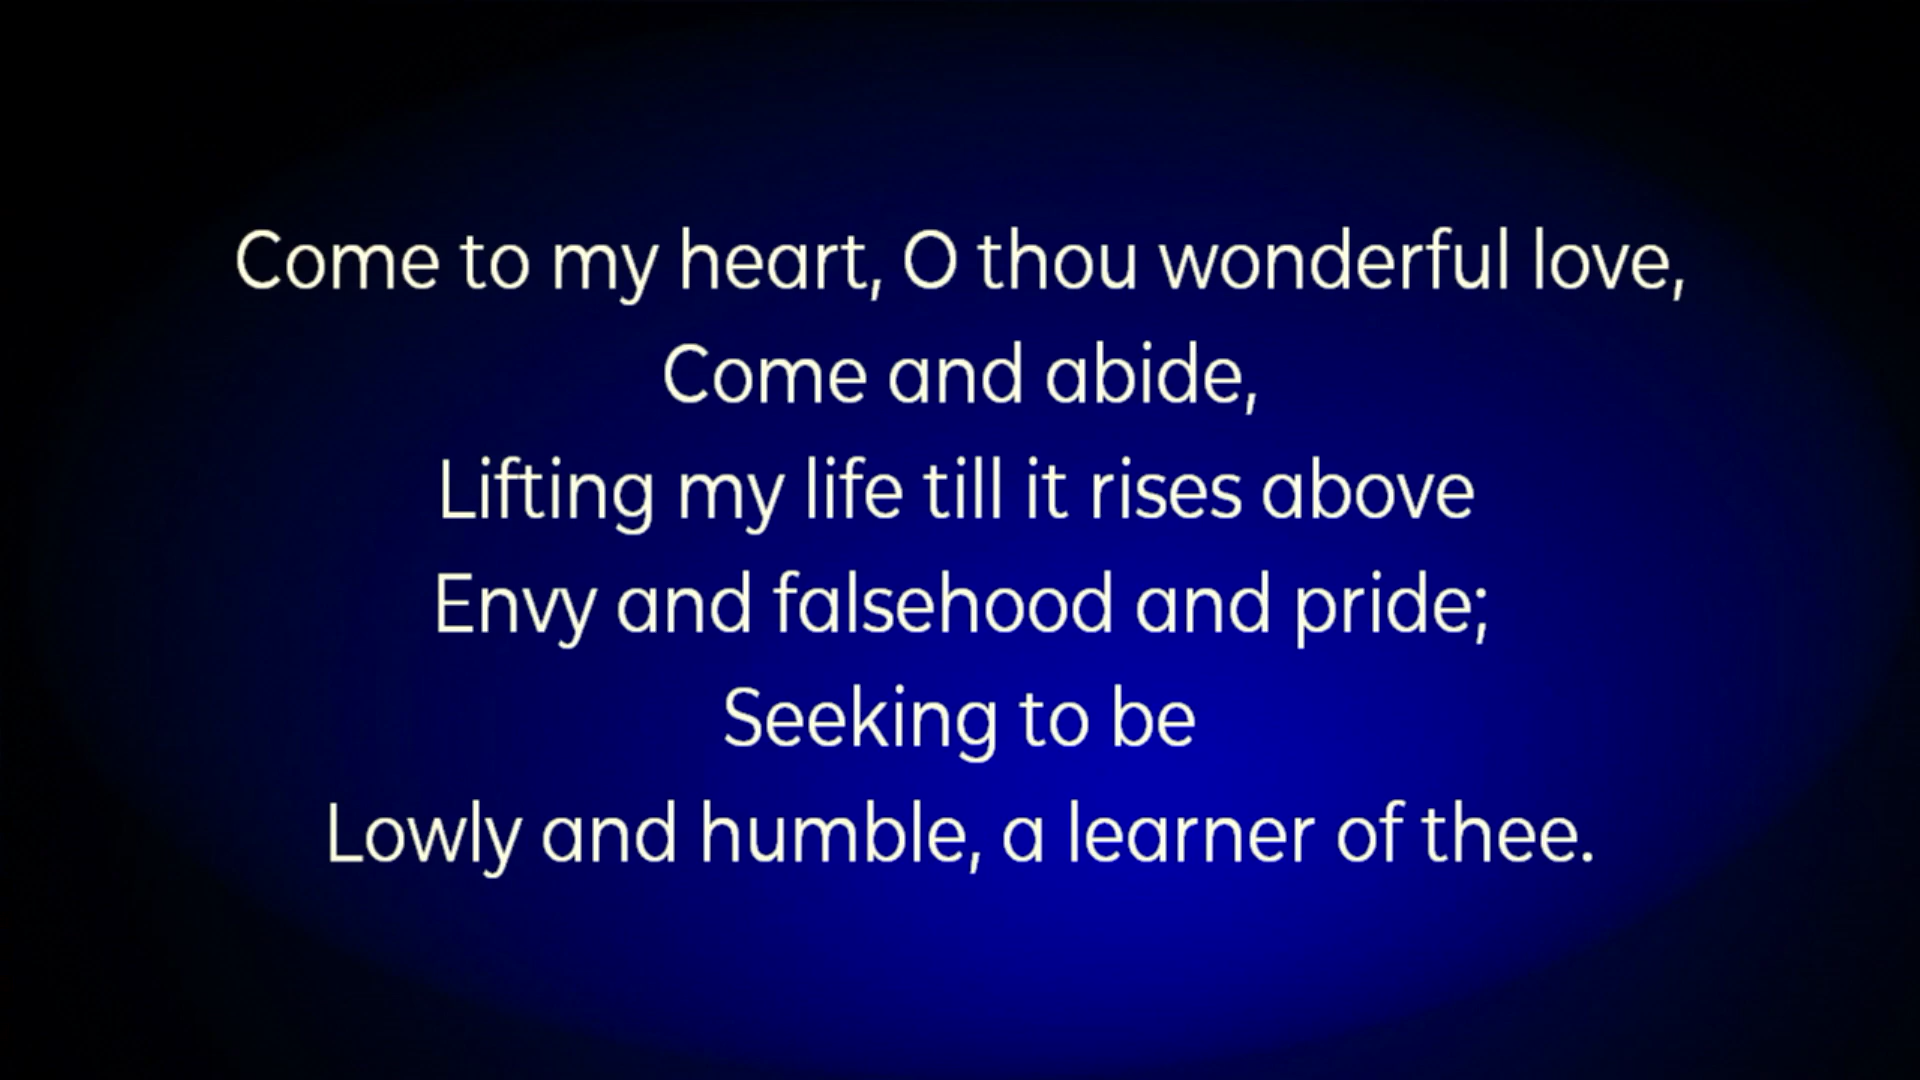 Come to my heart, O thou wonderful love,
Come and abide,
Lifting my life till it rises above
Envy and falsehood and pride;
Seeking to be
Lowly and humble, a learner of thee.